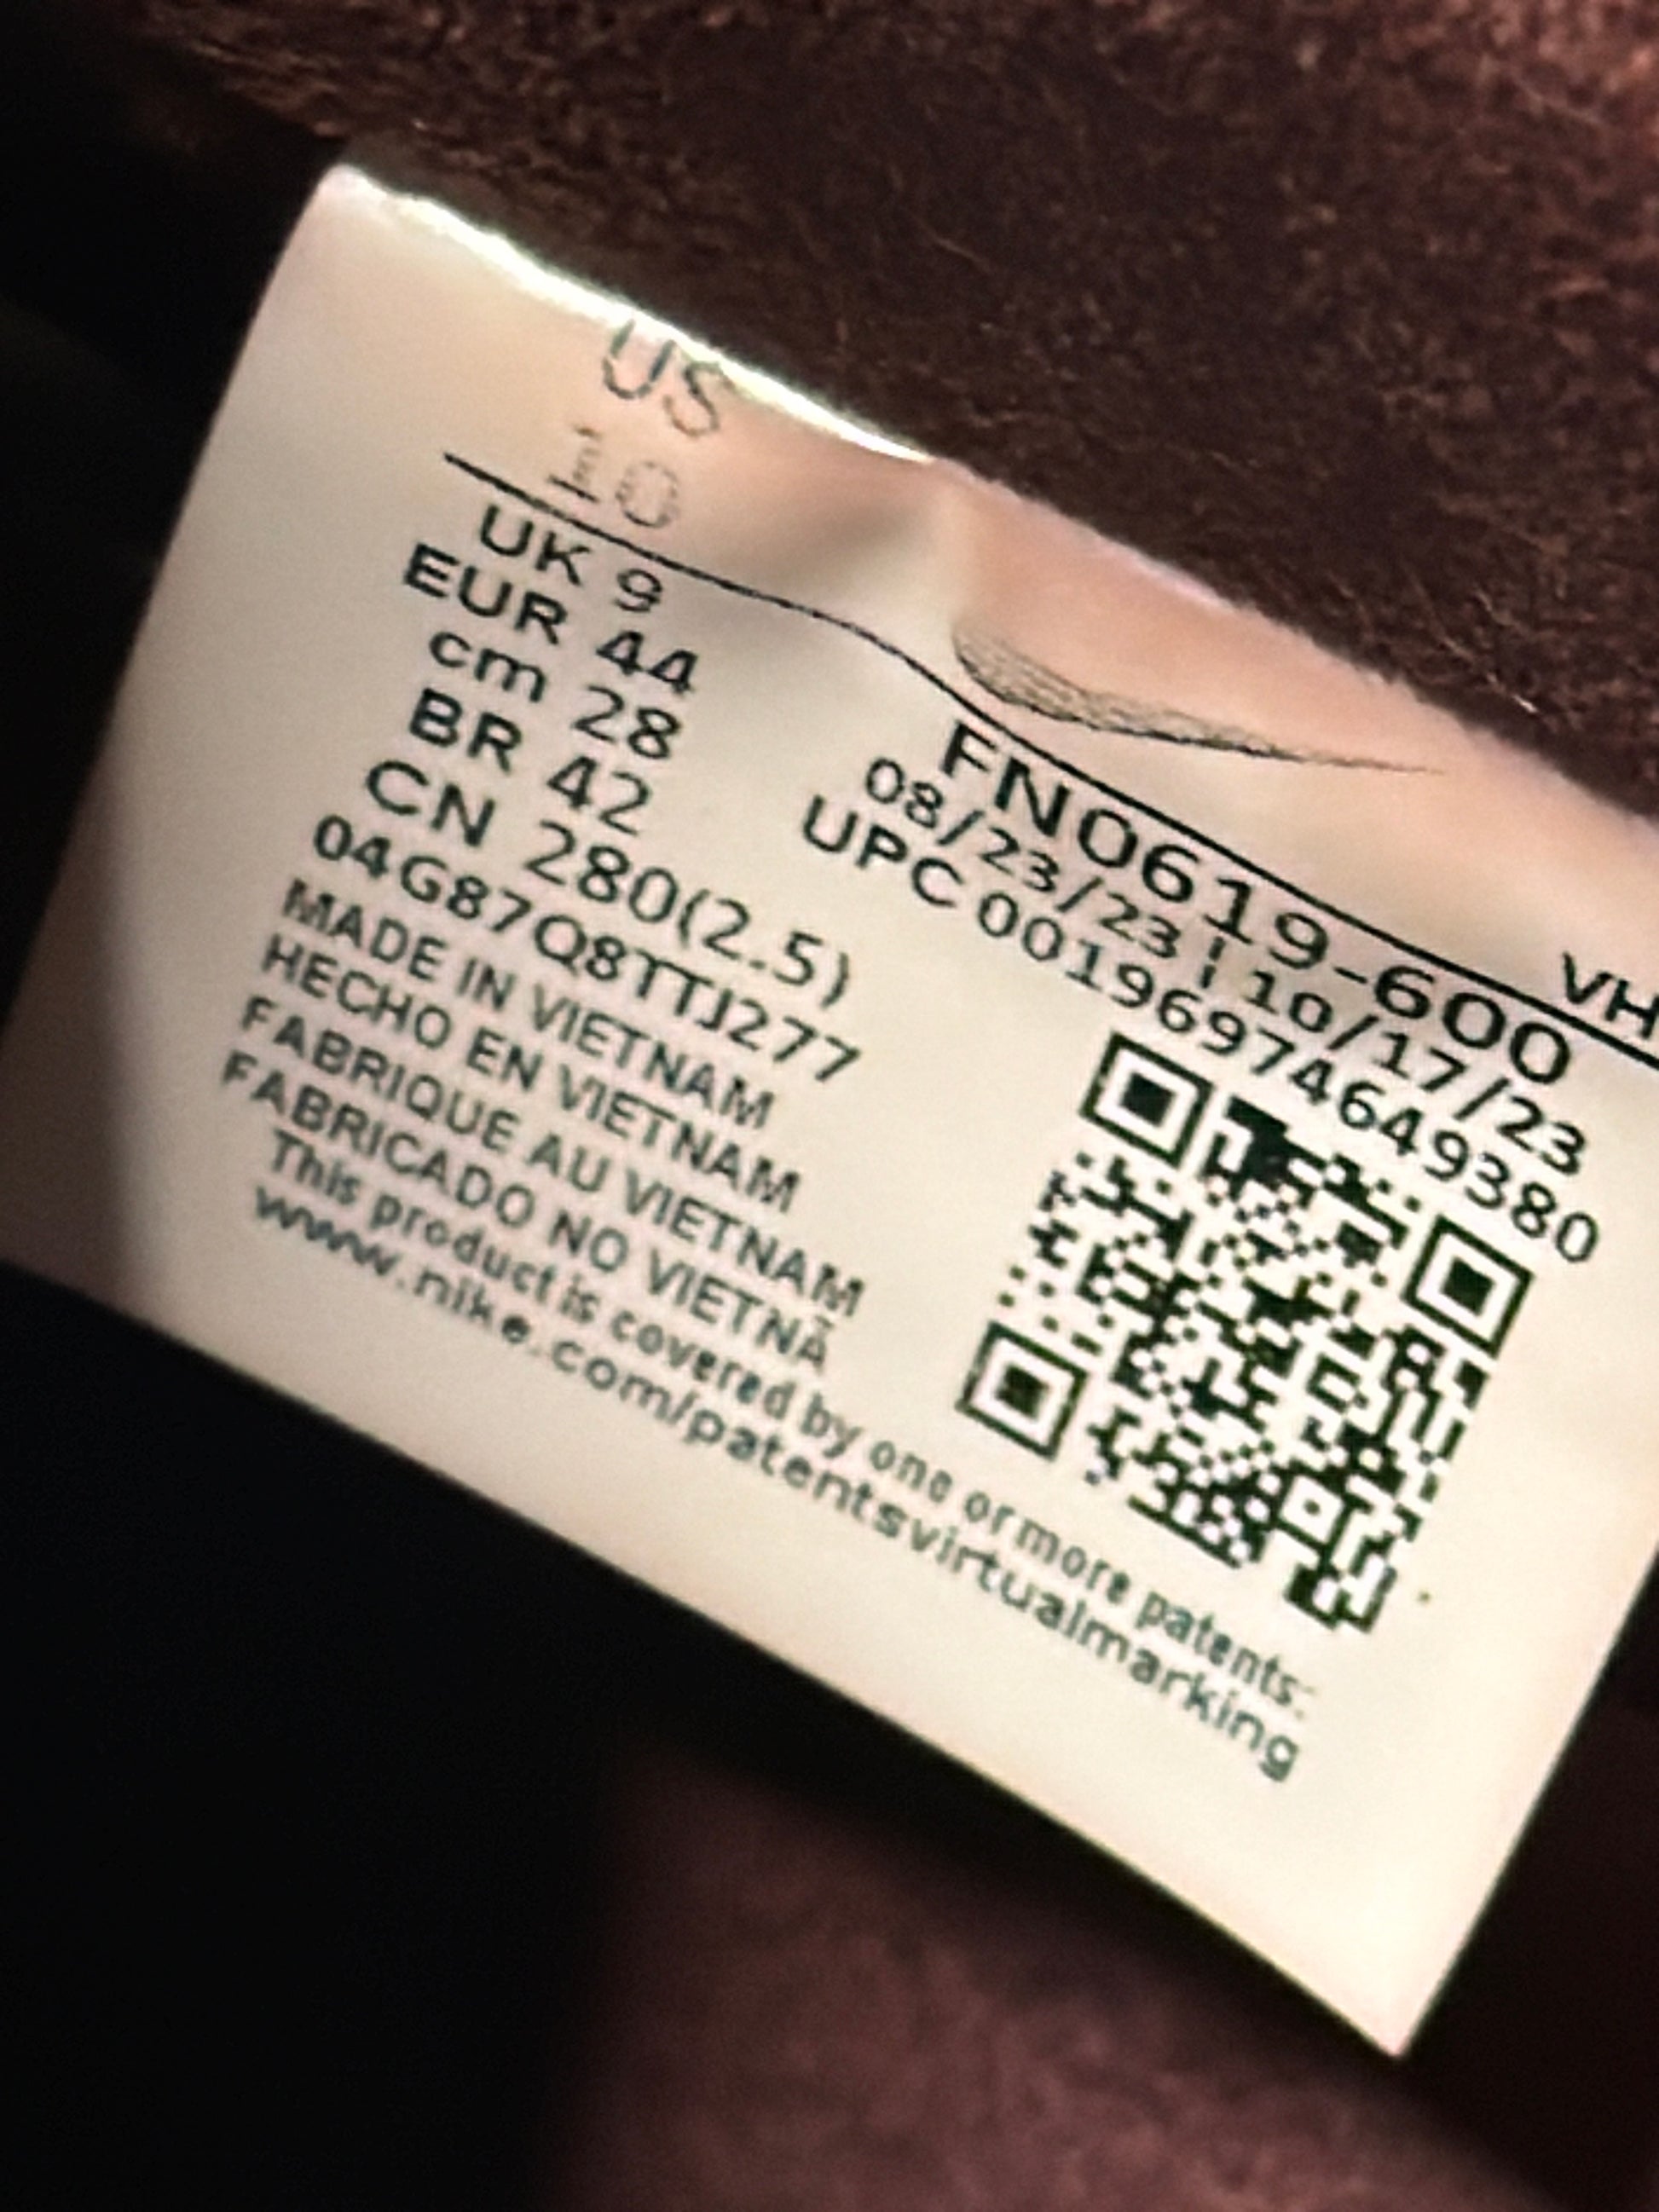 US
10
UK 9
EUR 44
cm 28
BR 42
CN 280(2.5)
04G87Q8TTJ277
MADE IN VIETNAM
HECHO EN VIETNAM
FABRIQUE AU VIETNAM
FABRICADO NO VIETNÃ
This product is covered by one or more patents:
www.nike.com/patentsvirtualmarking
VH
FN0619-600
08/23/23 ¦ 10/17/23
UPC 00196974649380